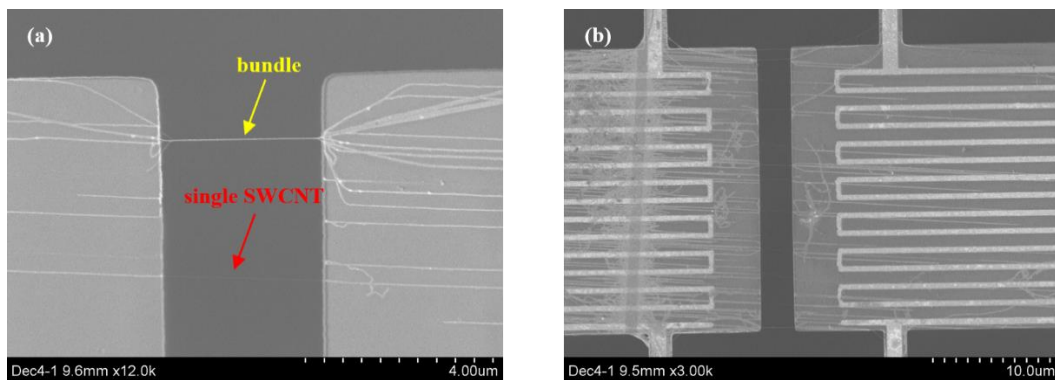 (a)
bundle
single SWCNT
Dec4-1 9.6mm x12.0k 4.00um
(b)
Dec4-1 9.5mm x3.00k 10.0um